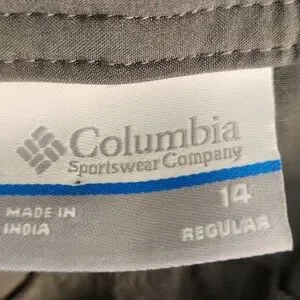 Columbia
Sportswear Company
14
MADE IN
INDIA
REGULAR